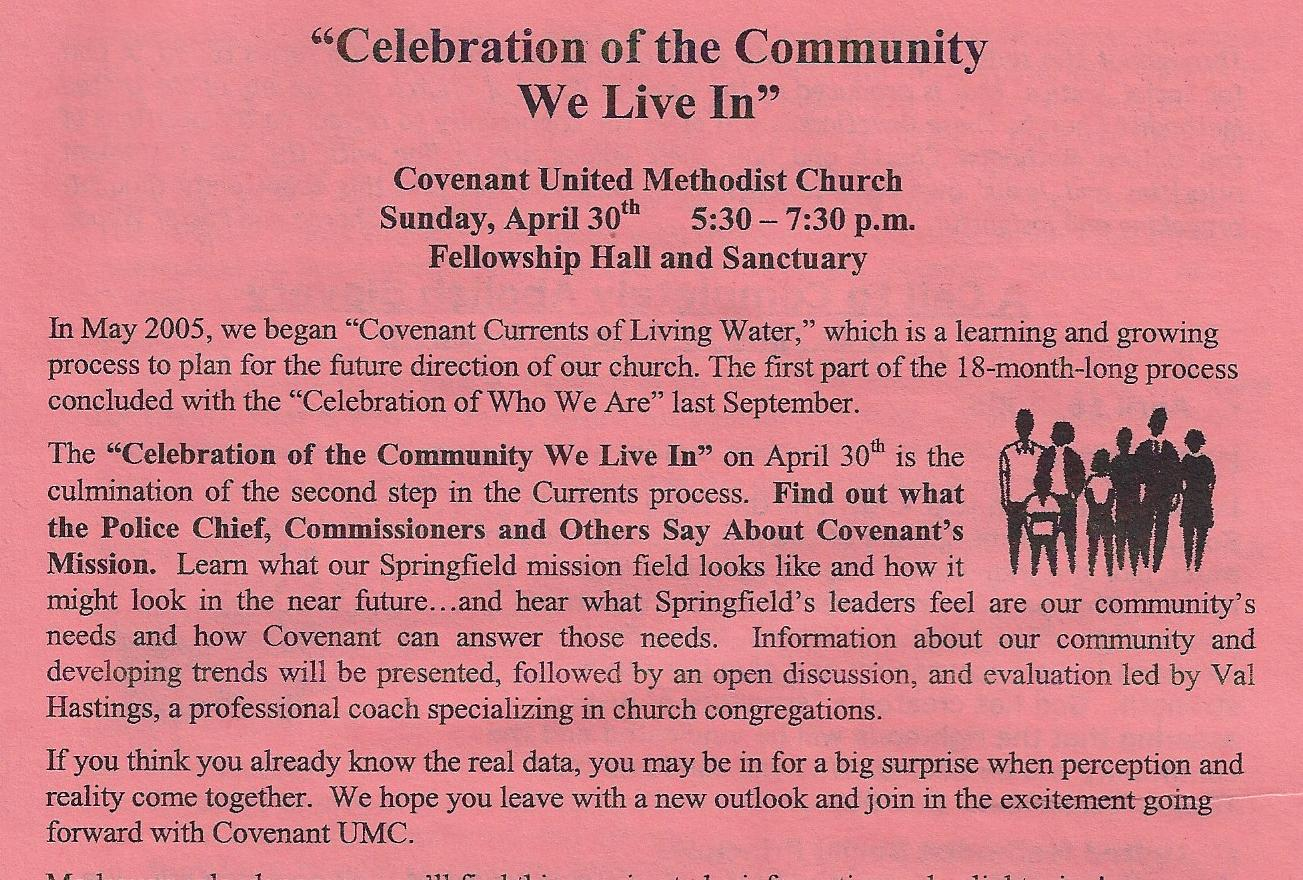 “Celebration of the Community
We Live In”
Covenant United Methodist Church
Sunday, April 30th 5:30 – 7:30 p.m.
Fellowship Hall and Sanctuary
In May 2005, we began “Covenant Currents of Living Water,” which is a learning and growing
process to plan for the future direction of our church. The first part of the 18-month-long process
concluded with the “Celebration of Who We Are” last September.
The “Celebration of the Community We Live In” on April 30th is the
culmination of the second step in the Currents process. Find out what
the Police Chief, Commissioners and Others Say About Covenant’s
Mission. Learn what our Springfield mission field looks like and how it
might look in the near future…and hear what Springfield’s leaders feel are our community’s
needs and how Covenant can answer those needs. Information about our community and
developing trends will be presented, followed by an open discussion, and evaluation led by Val
Hastings, a professional coach specializing in church congregations.
If you think you already know the real data, you may be in for a big surprise when perception and
reality come together. We hope you leave with a new outlook and join in the excitement going
forward with Covenant UMC.